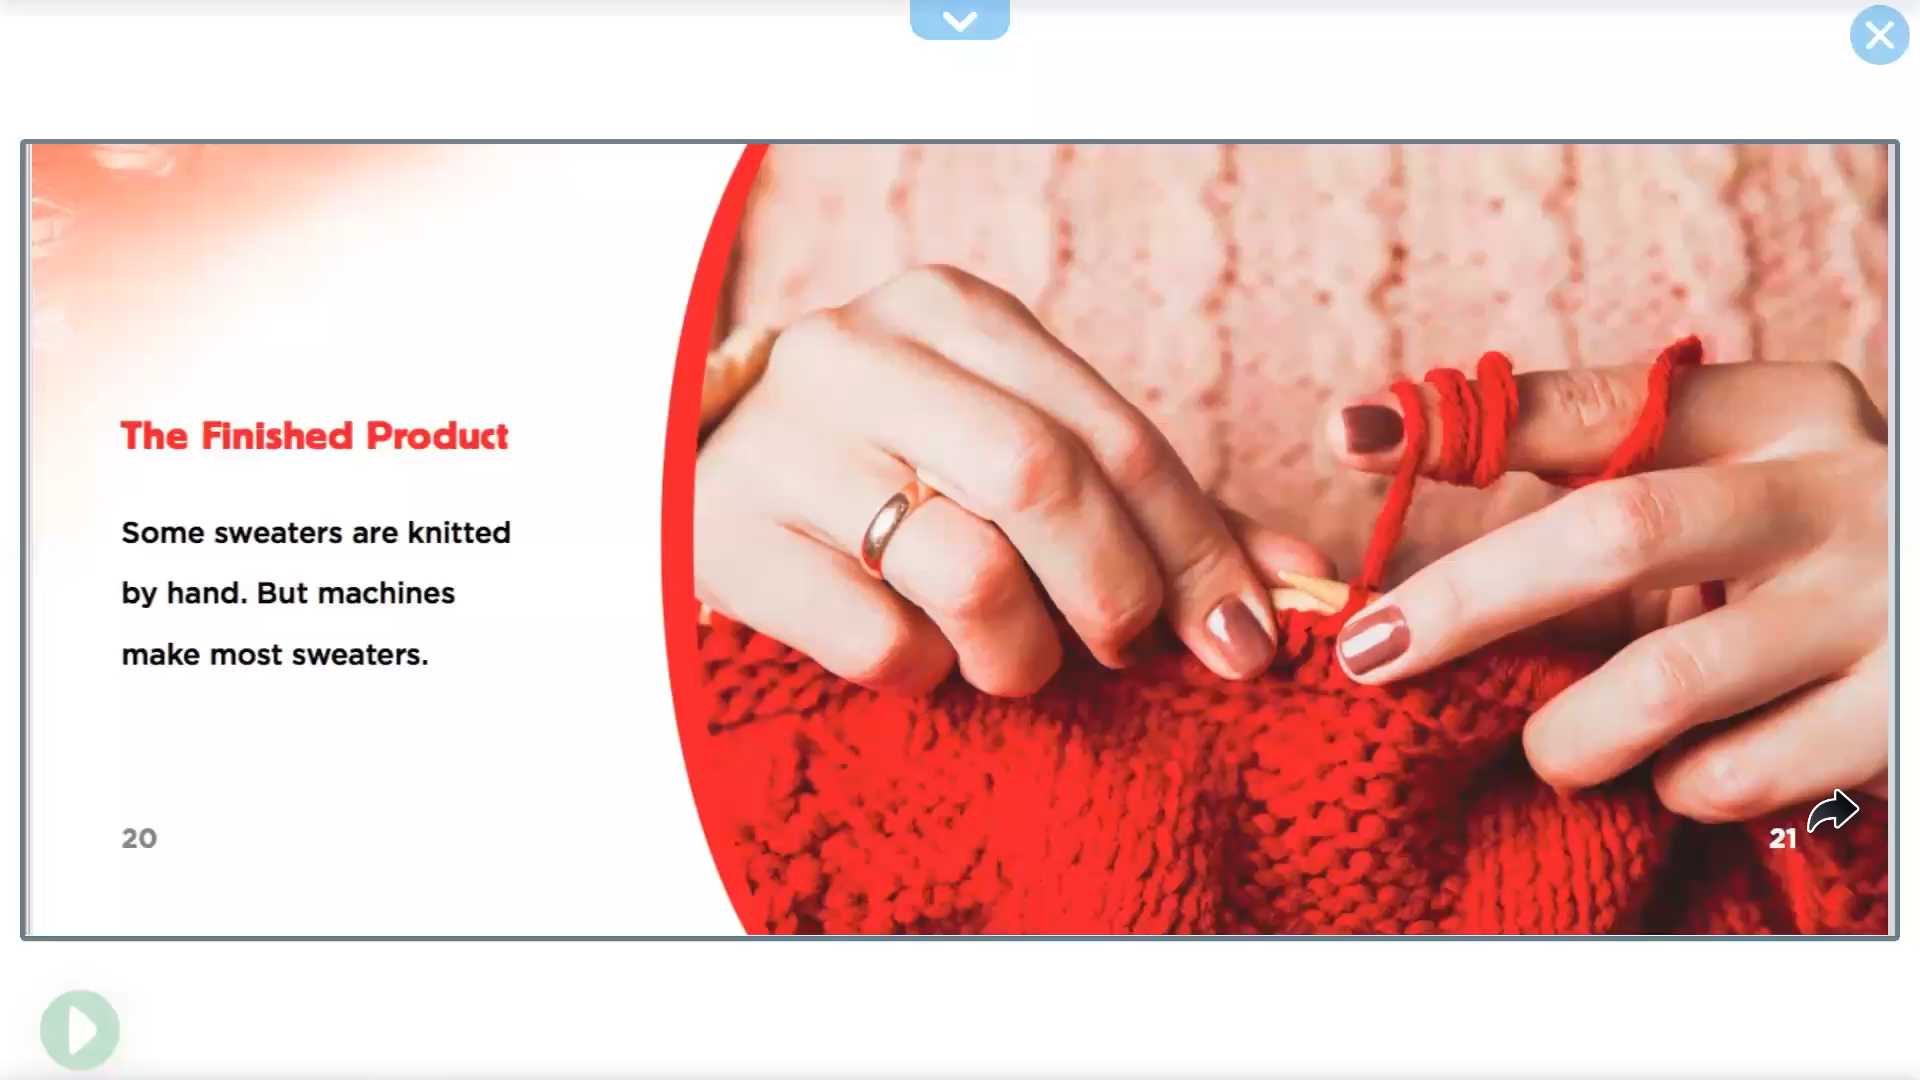 The Finished Product
Some sweaters are knitted
by hand. But machines
make most sweaters.
20
21